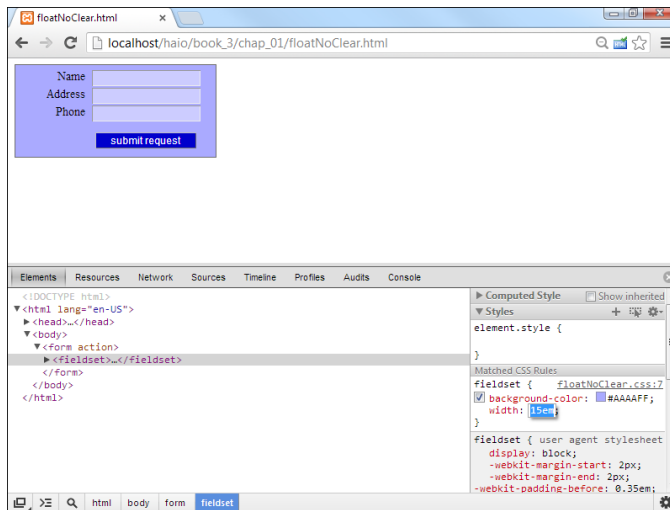 floatNoClear.html ×
localhost/haio/book_3/chap_01/floatNoClear.html
Name
Address
Phone
submit request
Elements Resources Network Sources Timeline Profiles Audits Console
<!DOCTYPE html>
▼<html lang="en-US">
▶<head>…</head>
▼<body>
▼<form action>
▶<fieldset>…</fieldset>
</form>
</body>
</html>
▶ Computed Style Show inherited
▼ Styles
element.style {
}
Matched CSS Rules
fieldset { floatNoClear.css:7
background-color: #AAAAFF;
width: 15em;
}
fieldset { user agent stylesheet
display: block;
-webkit-margin-start: 2px;
-webkit-margin-end: 2px;
-webkit-padding-before: 0.35em;
html body form fieldset